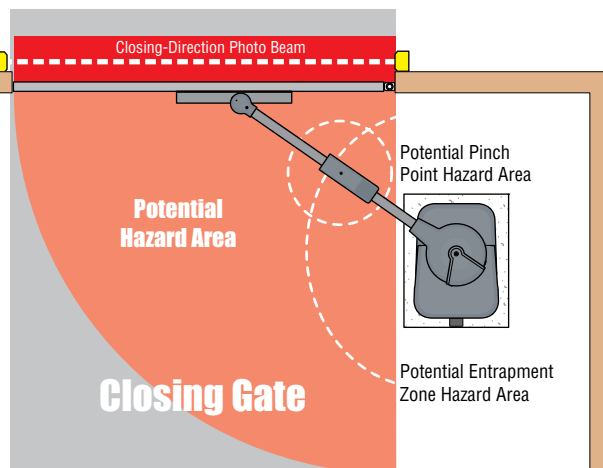 Closing-Direction Photo Beam
Potential Pinch
Point Hazard Area
Potential
Hazard Area
Potential Entrapment
Zone Hazard Area
Closing Gate